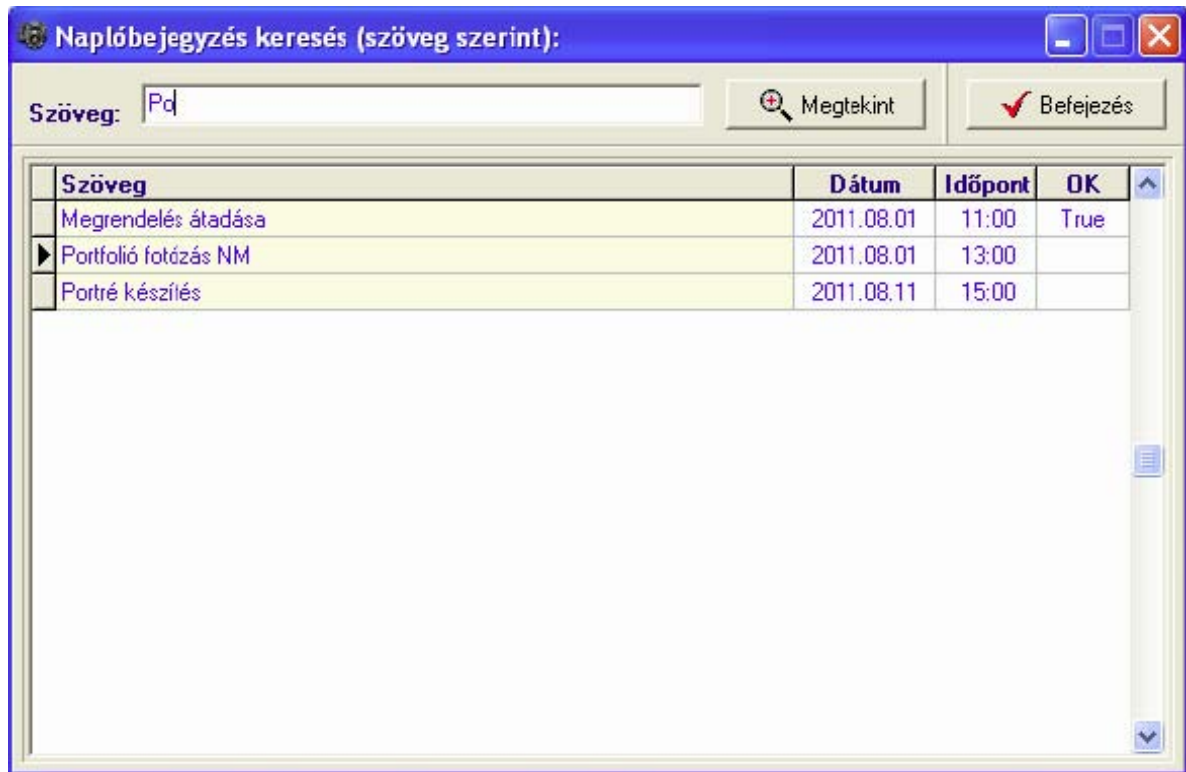 Naplóbejegyzés keresés (szöveg szerint):
Szöveg: Po Megtekint Befejezés
Szöveg Dátum Időpont OK
Megrendelés átadása 2011.08.01 11:00 True
Portfolió fotózás NM 2011.08.01 13:00
Portré készítés 2011.08.11 15:00